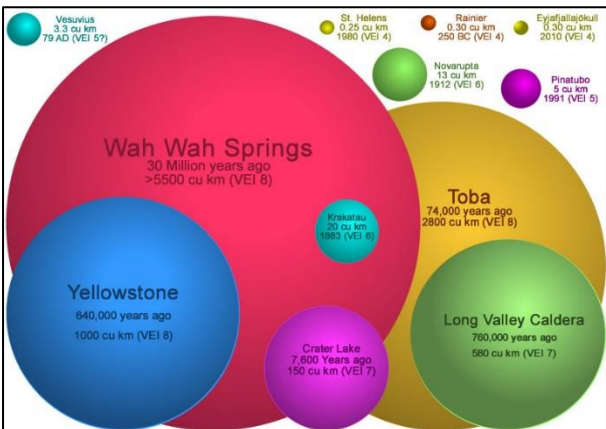 Vesuvius
3.3 cu km
79 AD (VEI 5?)
St. Helens
0.25 cu km
1980 (VEI 4)
Rainier
0.30 cu km
250 BC (VEI 4)
Eyjafjallajökull
0.30 cu km
2010 (VEI 4)
Novarupta
13 cu km
1912 (VEI 6)
Pinatubo
5 cu km
1991 (VEI 5)
Wah Wah Springs
30 Million years ago
>5500 cu km (VEI 8)
Toba
74,000 years ago
2800 cu km (VEI 8)
Krakatau
20 cu km
1883 (VEI 6)
Yellowstone
640,000 years ago
1000 cu km (VEI 8)
Long Valley Caldera
760,000 years ago
580 cu km (VEI 7)
Crater Lake
7,600 Years ago
150 cu km (VEI 7)